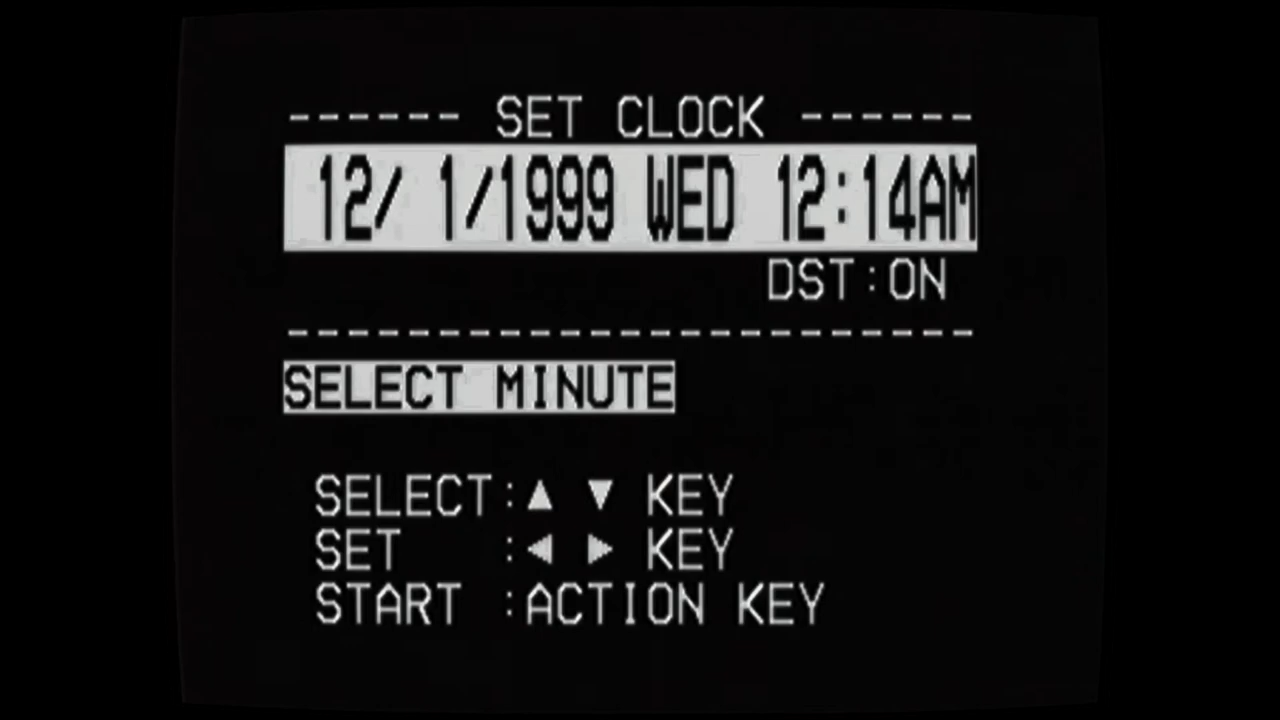 ------ SET CLOCK ------
12/ 1/1999 WED 12:14AM
DST:ON
-----------------------
SELECT MINUTE
SELECT:▲ ▼ KEY
SET :◀ ▶ KEY
START :ACTION KEY